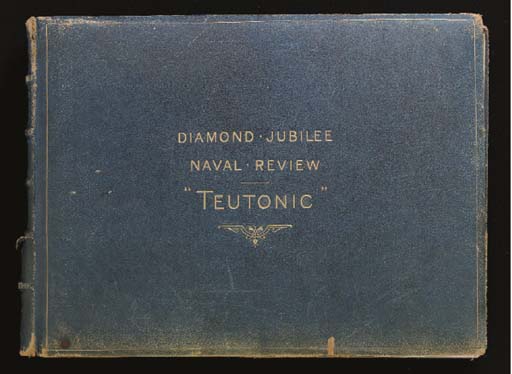 DIAMOND · JUBILEE
NAVAL · REVIEW
"TEUTONIC"